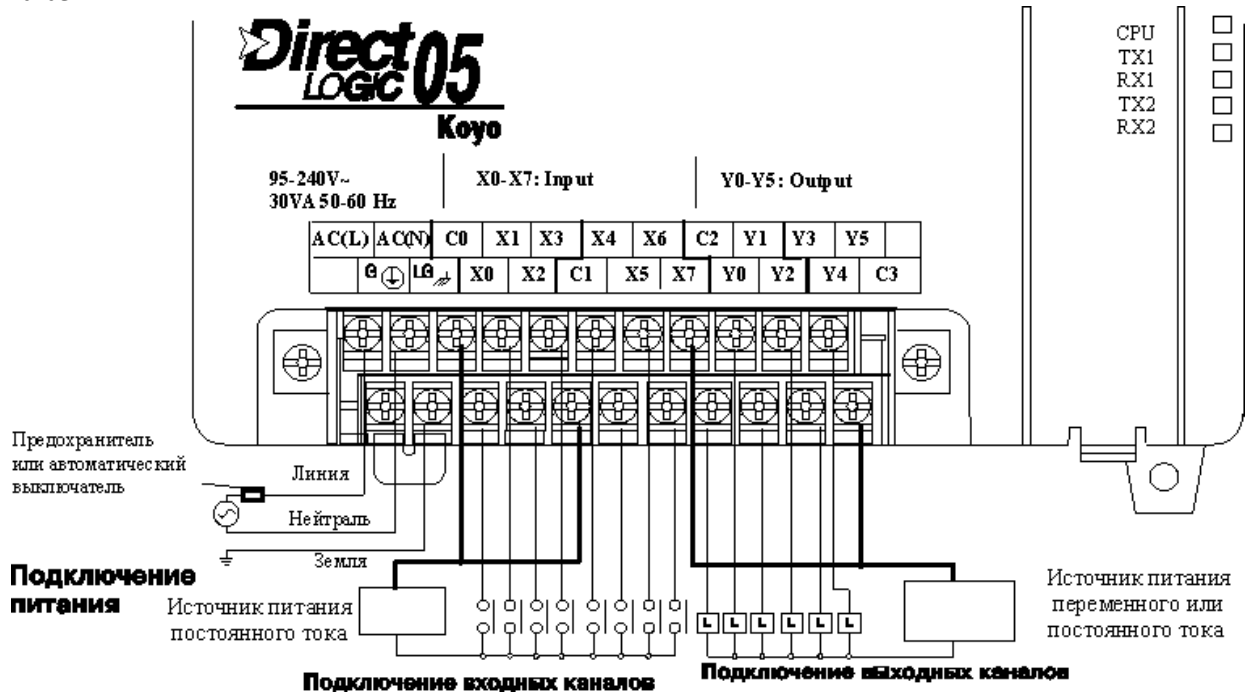 Direct
LOGIC 05
Koyo
CPU
TX1
RX1
TX2
RX2
95-240V~
30VA 50-60 Hz
X0-X7: Input
Y0-Y5: Output
AC(L) AC(N) C0 X1 X3 X4 X6 C2 Y1 Y3 Y5
G LG X0 X2 C1 X5 X7 Y0 Y2 Y4 C3
Предохранитель
или автоматический
выключатель
Линия
Нейтраль
Земля
Подключение
питания
Источник питания
постоянного тока
L L L L L L
Источник питания
переменного или
постоянного тока
Подключение входных каналов
Подключение выходных каналов